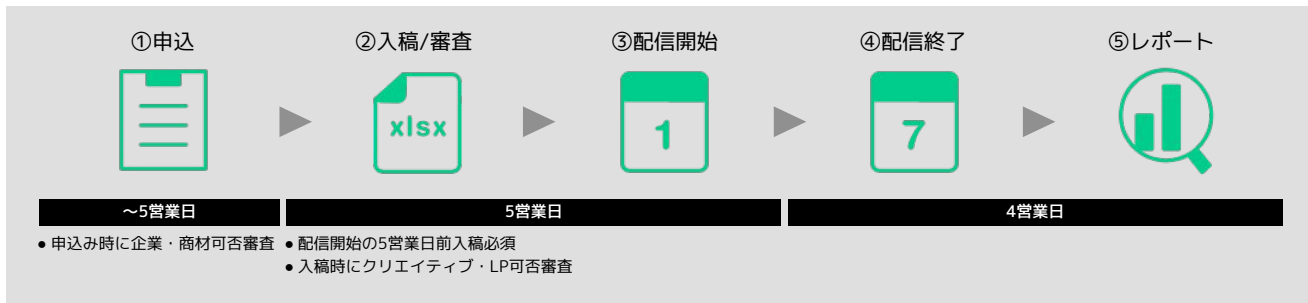 ①申込
②入稿/審査
③配信開始
④配信終了
⑤レポート
xlsx
1
7
～5営業日
5営業日
4営業日
● 申込み時に企業・商材可否審査
● 配信開始の5営業日前入稿必須
● 入稿時にクリエイティブ・LP可否審査